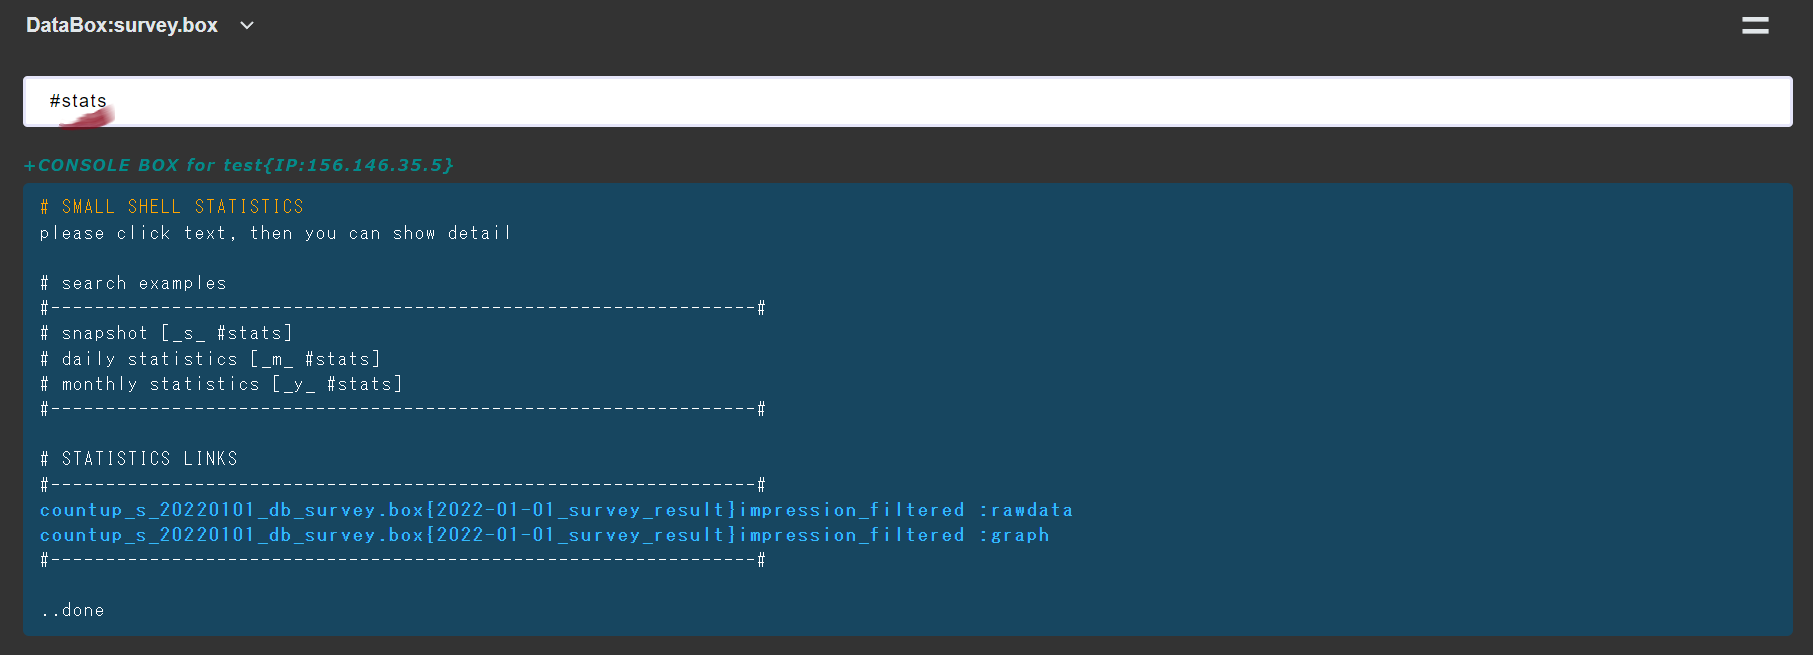 DataBox:survey.box
#stats
+CONSOLE BOX for test{IP:156.146.35.5}
# SMALL SHELL STATISTICS
please click text, then you can show detail
# search examples
#----------------------------------------------------------------#
# snapshot [_s_ #stats]
# daily statistics [_m_ #stats]
# monthly statistics [_y_ #stats]
#----------------------------------------------------------------#
# STATISTICS LINKS
#----------------------------------------------------------------#
countup_s_20220101_db_survey.box{2022-01-01_survey_result}impression_filtered :rawdata
countup_s_20220101_db_survey.box{2022-01-01_survey_result}impression_filtered :graph
#----------------------------------------------------------------#
..done